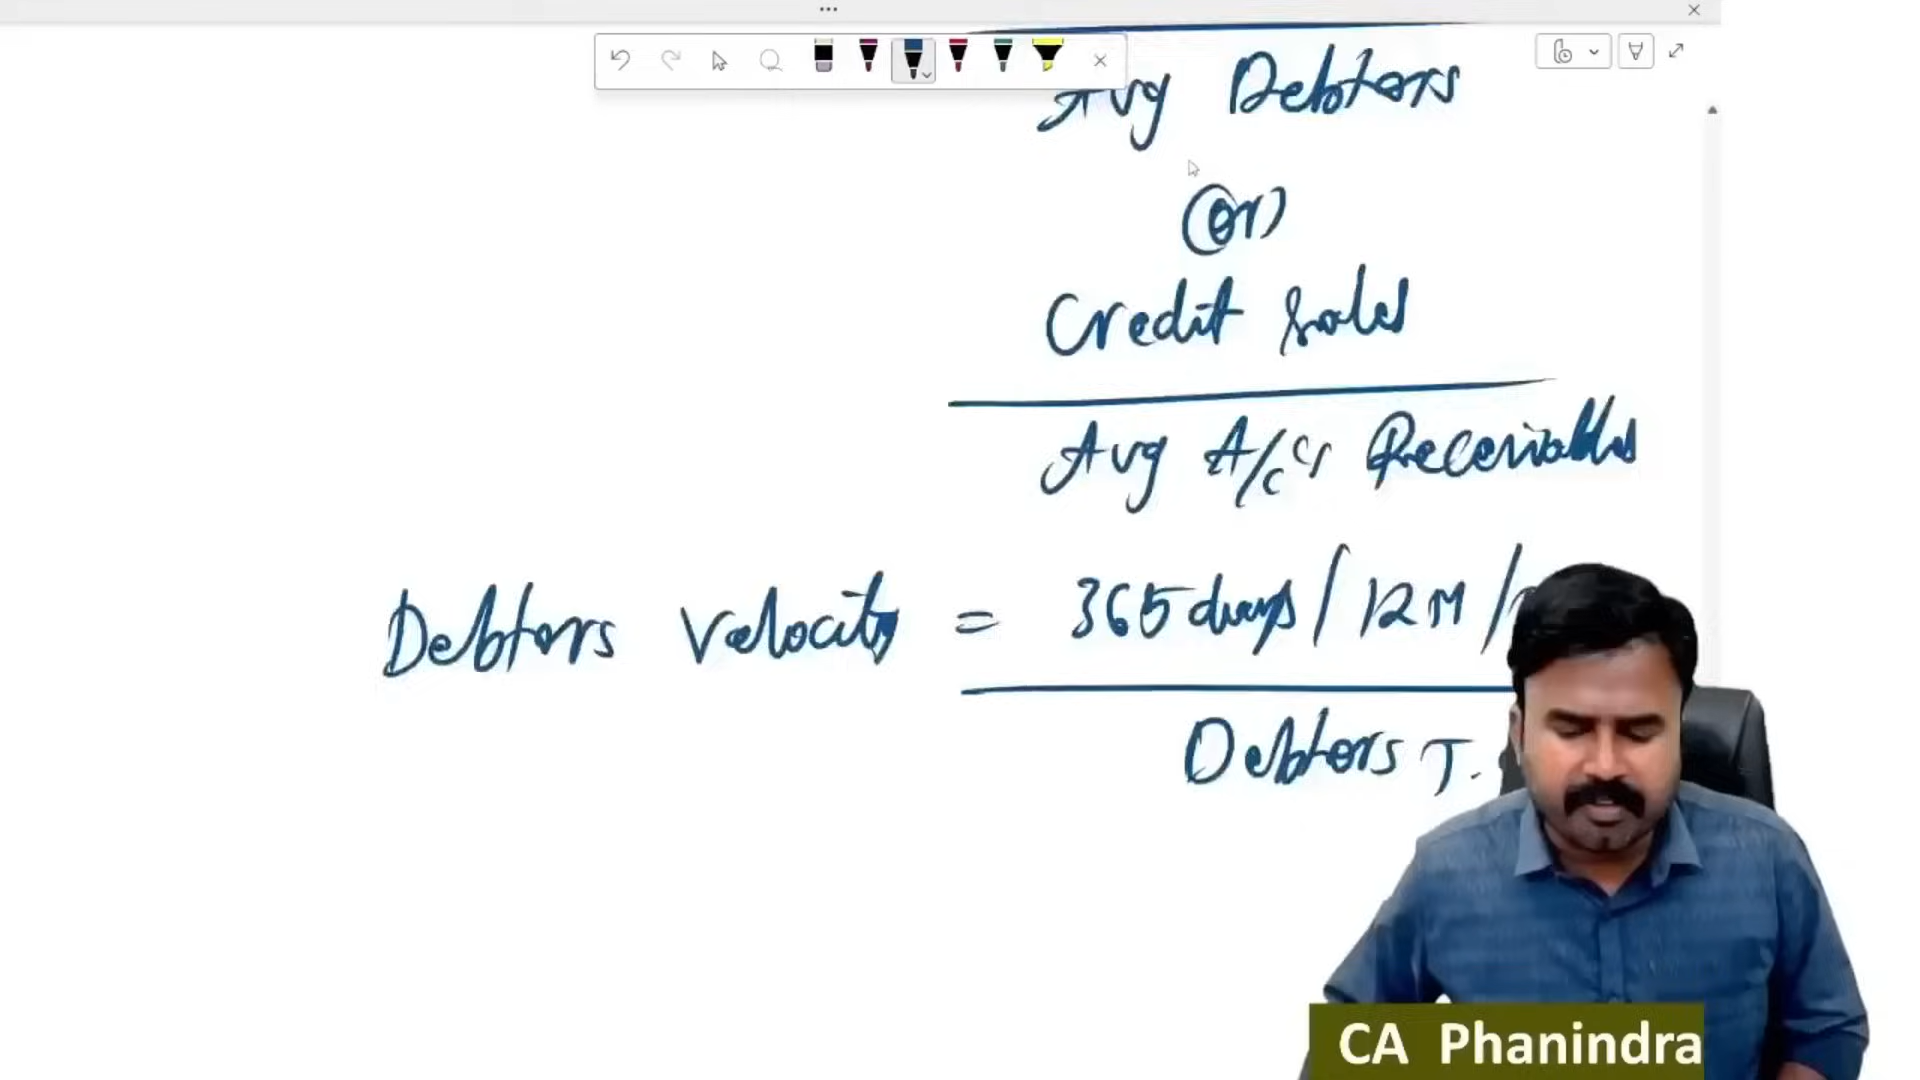 Avg Debtors
(or)
Credit Sales
Avg A/cs Receivables
Debtors Velocity = 365 days / 12 M /
Debtors T.
CA Phanindra